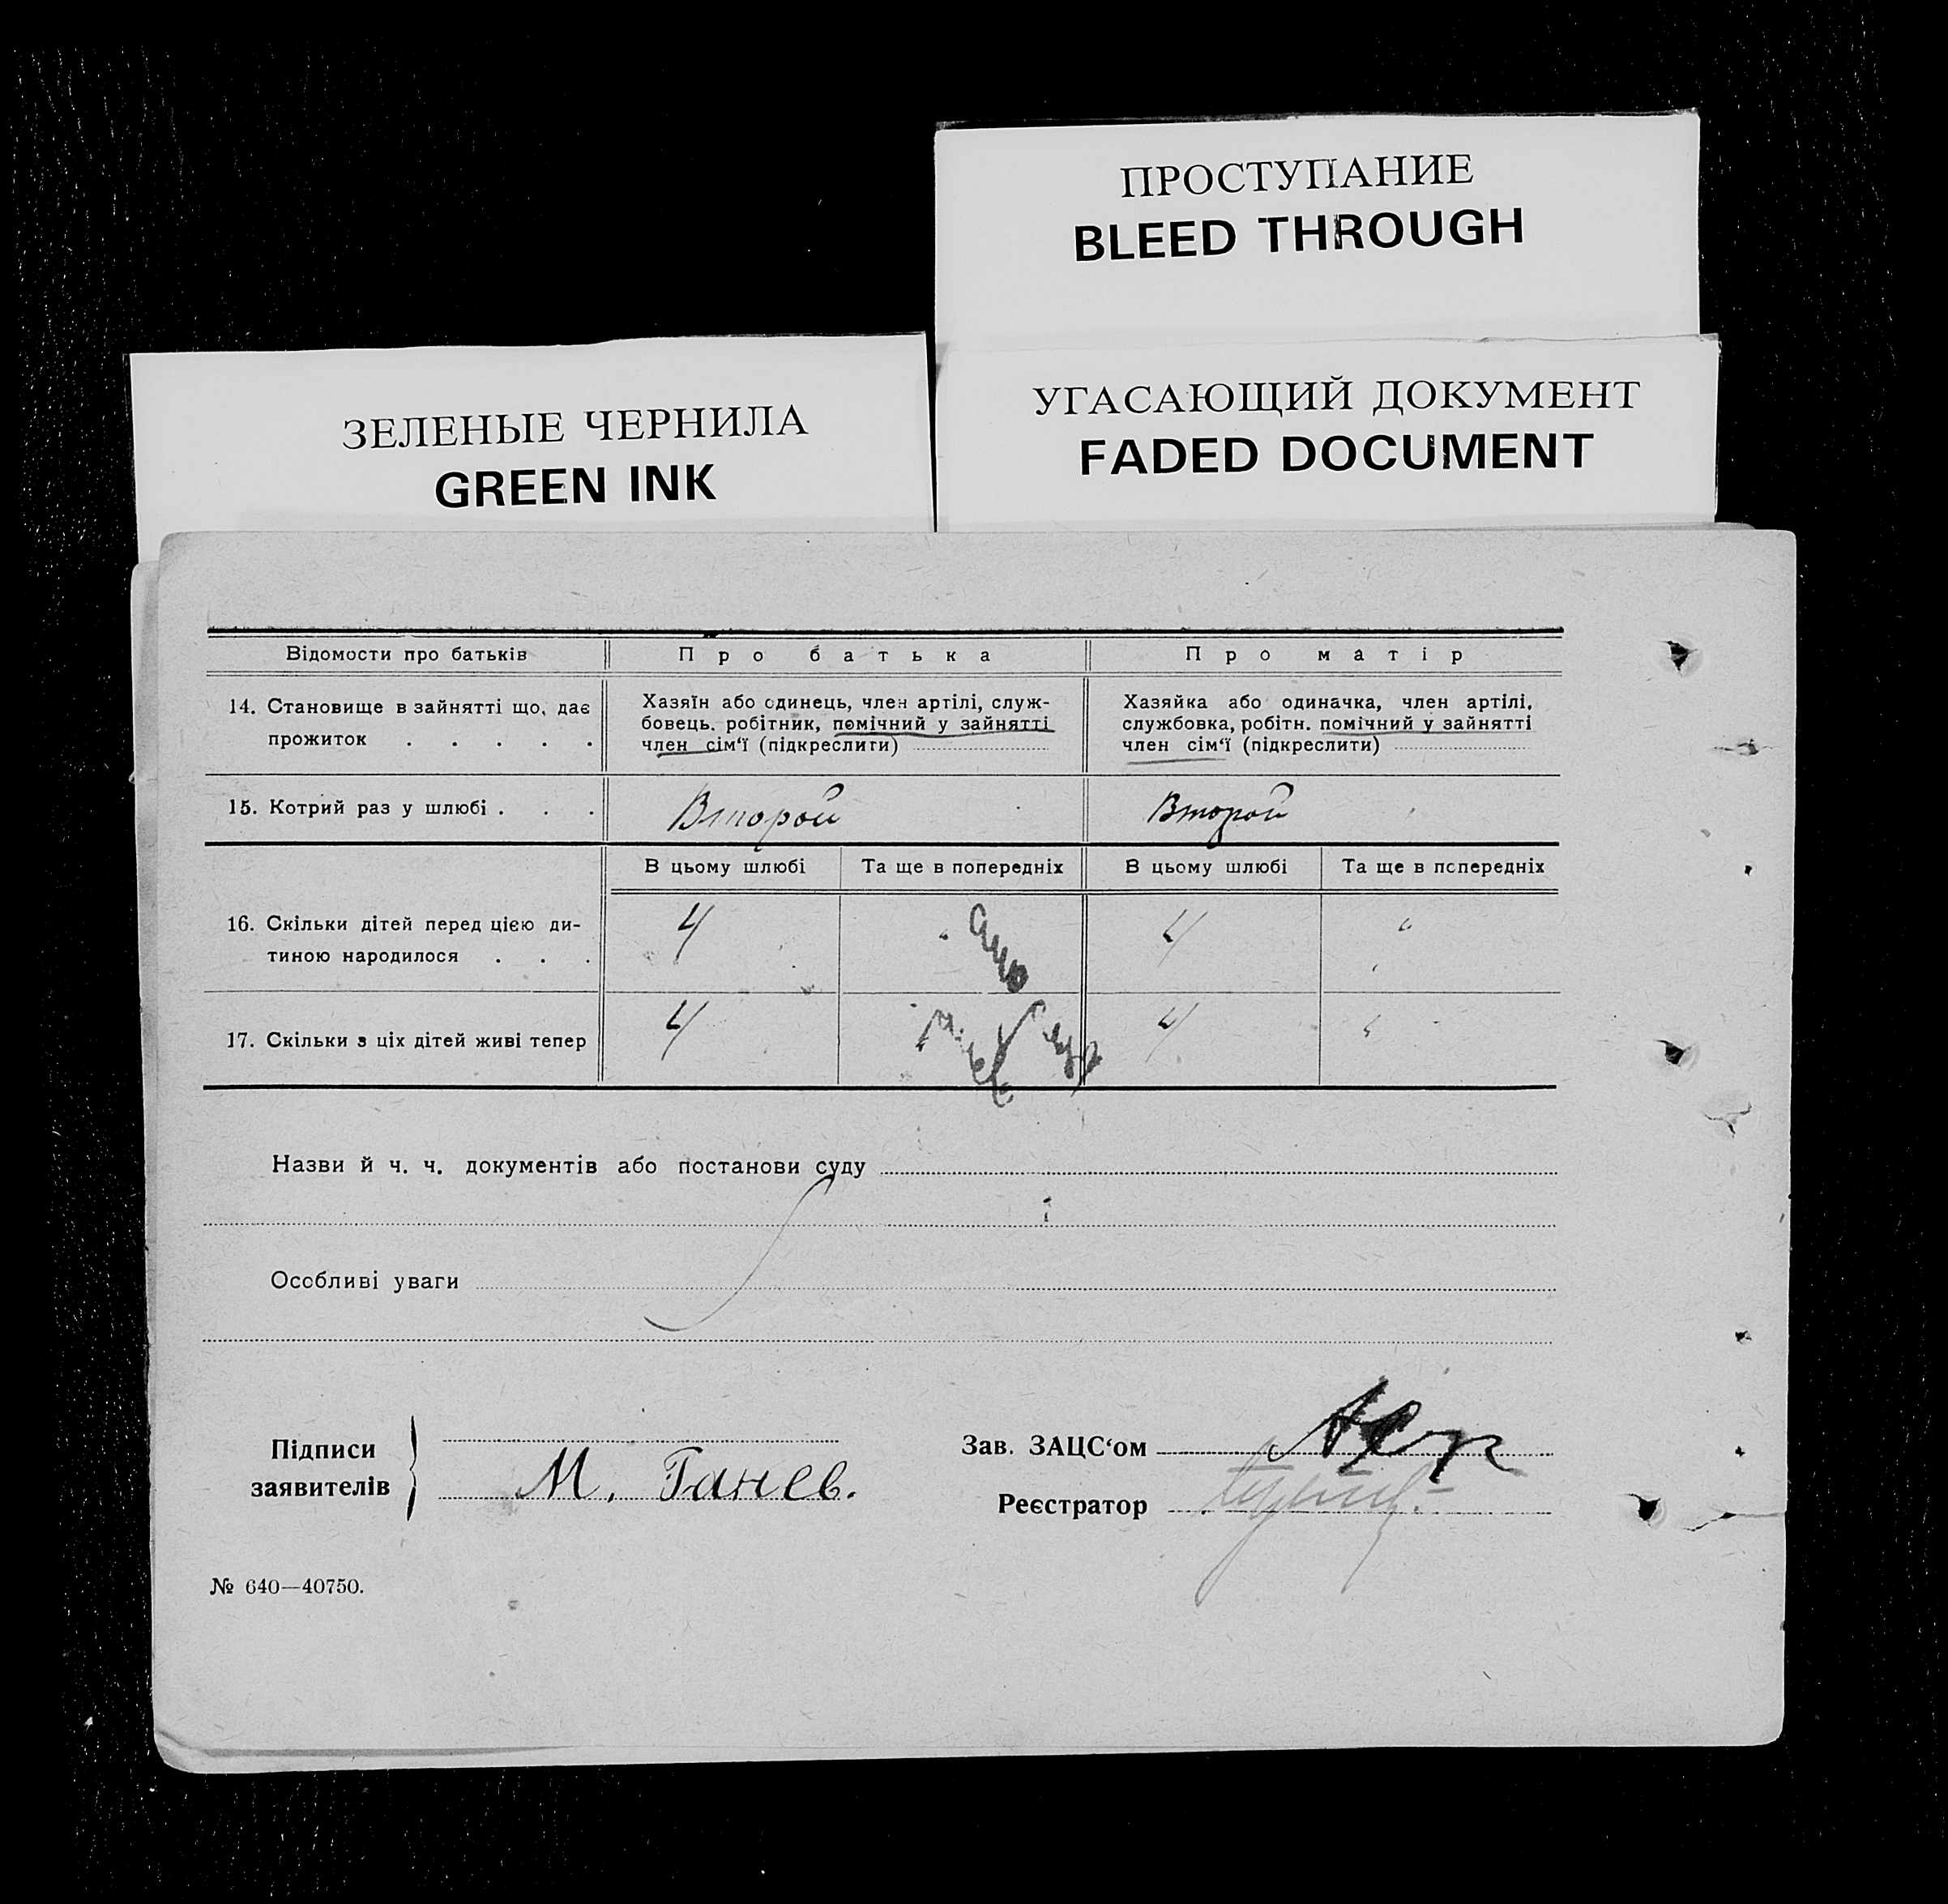 ПРОСТУПАНИЕ
BLEED THROUGH
УГАСАЮЩИЙ ДОКУМЕНТ
FADED DOCUMENT
ЗЕЛЕНЫЕ ЧЕРНИЛА
GREEN INK
Відомости про батьків Про батька Про матір
14. Становище в зайнятті що, дає
прожиток . . . . .
Хазяїн або одинець, член артілі, служ-
бовець. робітник, помічний у зайнятті
член сім‘ї (підкреслити)
Хазяйка або одиначка, член артілі,
службовка, робітн. помічний у зайнятті
член сім‘ї (підкреслити)
15. Котрий раз у шлюбі . . . Второй Второй
В цьому шлюбі Та ще в попередніх В цьому шлюбі Та ще в попередніх
16. Скільки дітей перед цією ди-
тиною народилося . . .
4 4
17. Скільки з ціх дітей живі тепер 4 4
Назви й ч. ч. документів або постанови суду
Особливі уваги
Підписи
заявителів
М. Ганев.
Зав. ЗАЦС‘ом
Реєстратор
№ 640—40750.